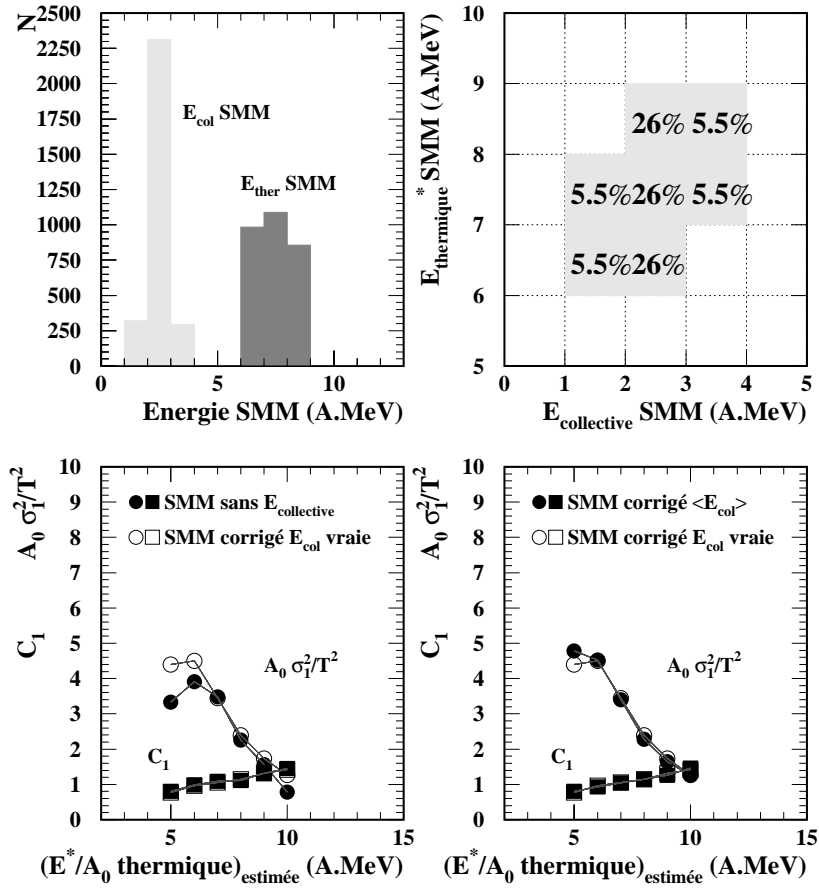 N
2500
2250
2000
1750
1500
1250
1000
750
500
250
0
E_col SMM
E_ther SMM
0 5 10
Energie SMM (A.MeV)
E_thermique^* SMM (A.MeV)
10
9
8
7
6
5
26% 5.5%
5.5% 26% 5.5%
5.5% 26%
0 1 2 3 4 5
E_collective SMM (A.MeV)
C_1 A_0 σ_1^2/T^2
10
9
8
7
6
5
4
3
2
1
0
SMM sans E_collective
SMM corrigé E_col vraie
A_0 σ_1^2/T^2
C_1
5 10 15
(E^*/A_0 thermique)_estimée (A.MeV)
C_1 A_0 σ_1^2/T^2
10
9
8
7
6
5
4
3
2
1
0
SMM corrigé <E_col>
SMM corrigé E_col vraie
A_0 σ_1^2/T^2
C_1
5 10 15
(E^*/A_0 thermique)_estimée (A.MeV)